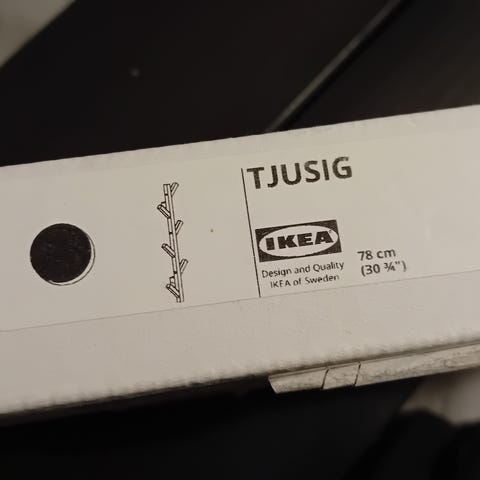 TJUSIG
IKEA
Design and Quality
IKEA of Sweden
78 cm
(30 ¾")